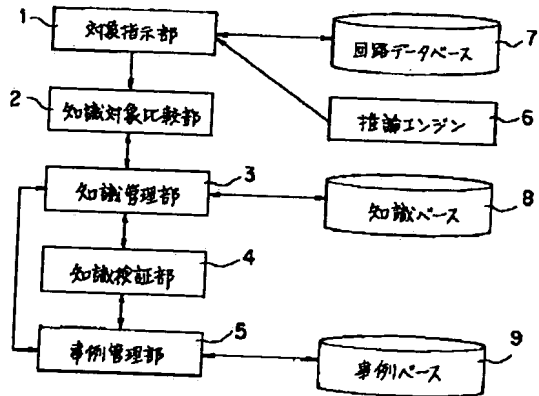 1
対象指示部
7
回路データベース
2
知識対象比較部
6
推論エンジン
3
知識管理部
8
知識ベース
4
知識検証部
5
事例管理部
9
事例ベース